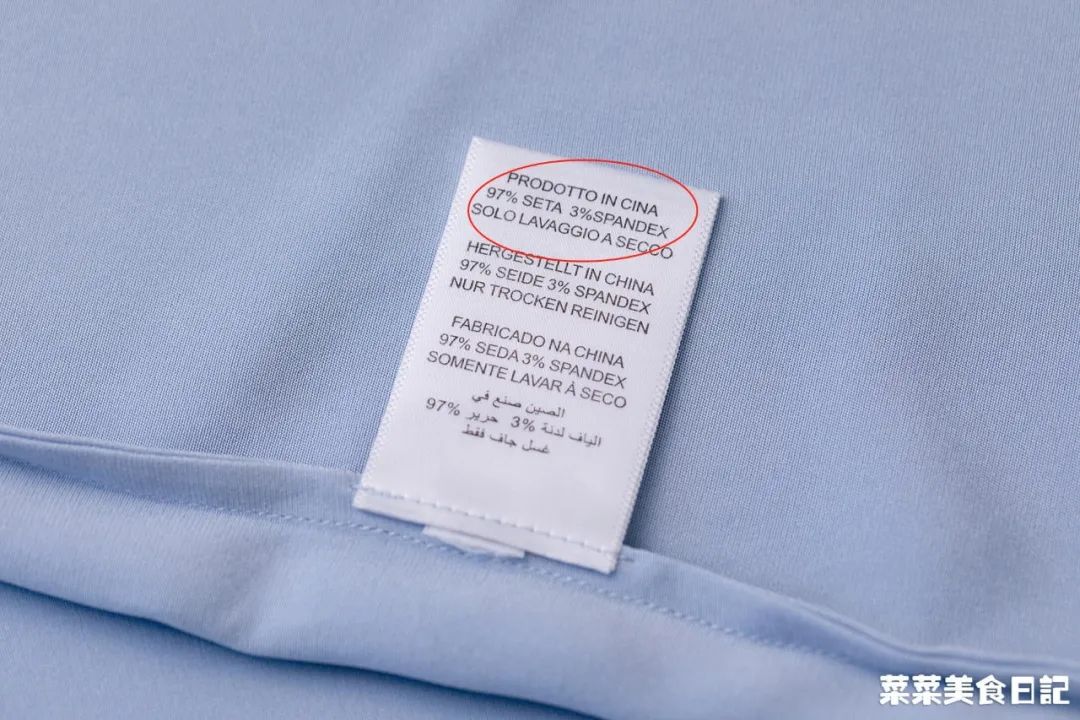 PRODOTTO IN CINA
97% SETA 3%SPANDEX
SOLO LAVAGGIO A SECCO
HERGESTELLT IN CHINA
97% SEIDE 3% SPANDEX
NUR TROCKEN REINIGEN
FABRICADO NA CHINA
97% SEDA 3% SPANDEX
SOMENTE LAVAR À SECO
الصين صنع في
الياف لدنة 3% حرير 97%
غسل جاف فقط
菜菜美食日記